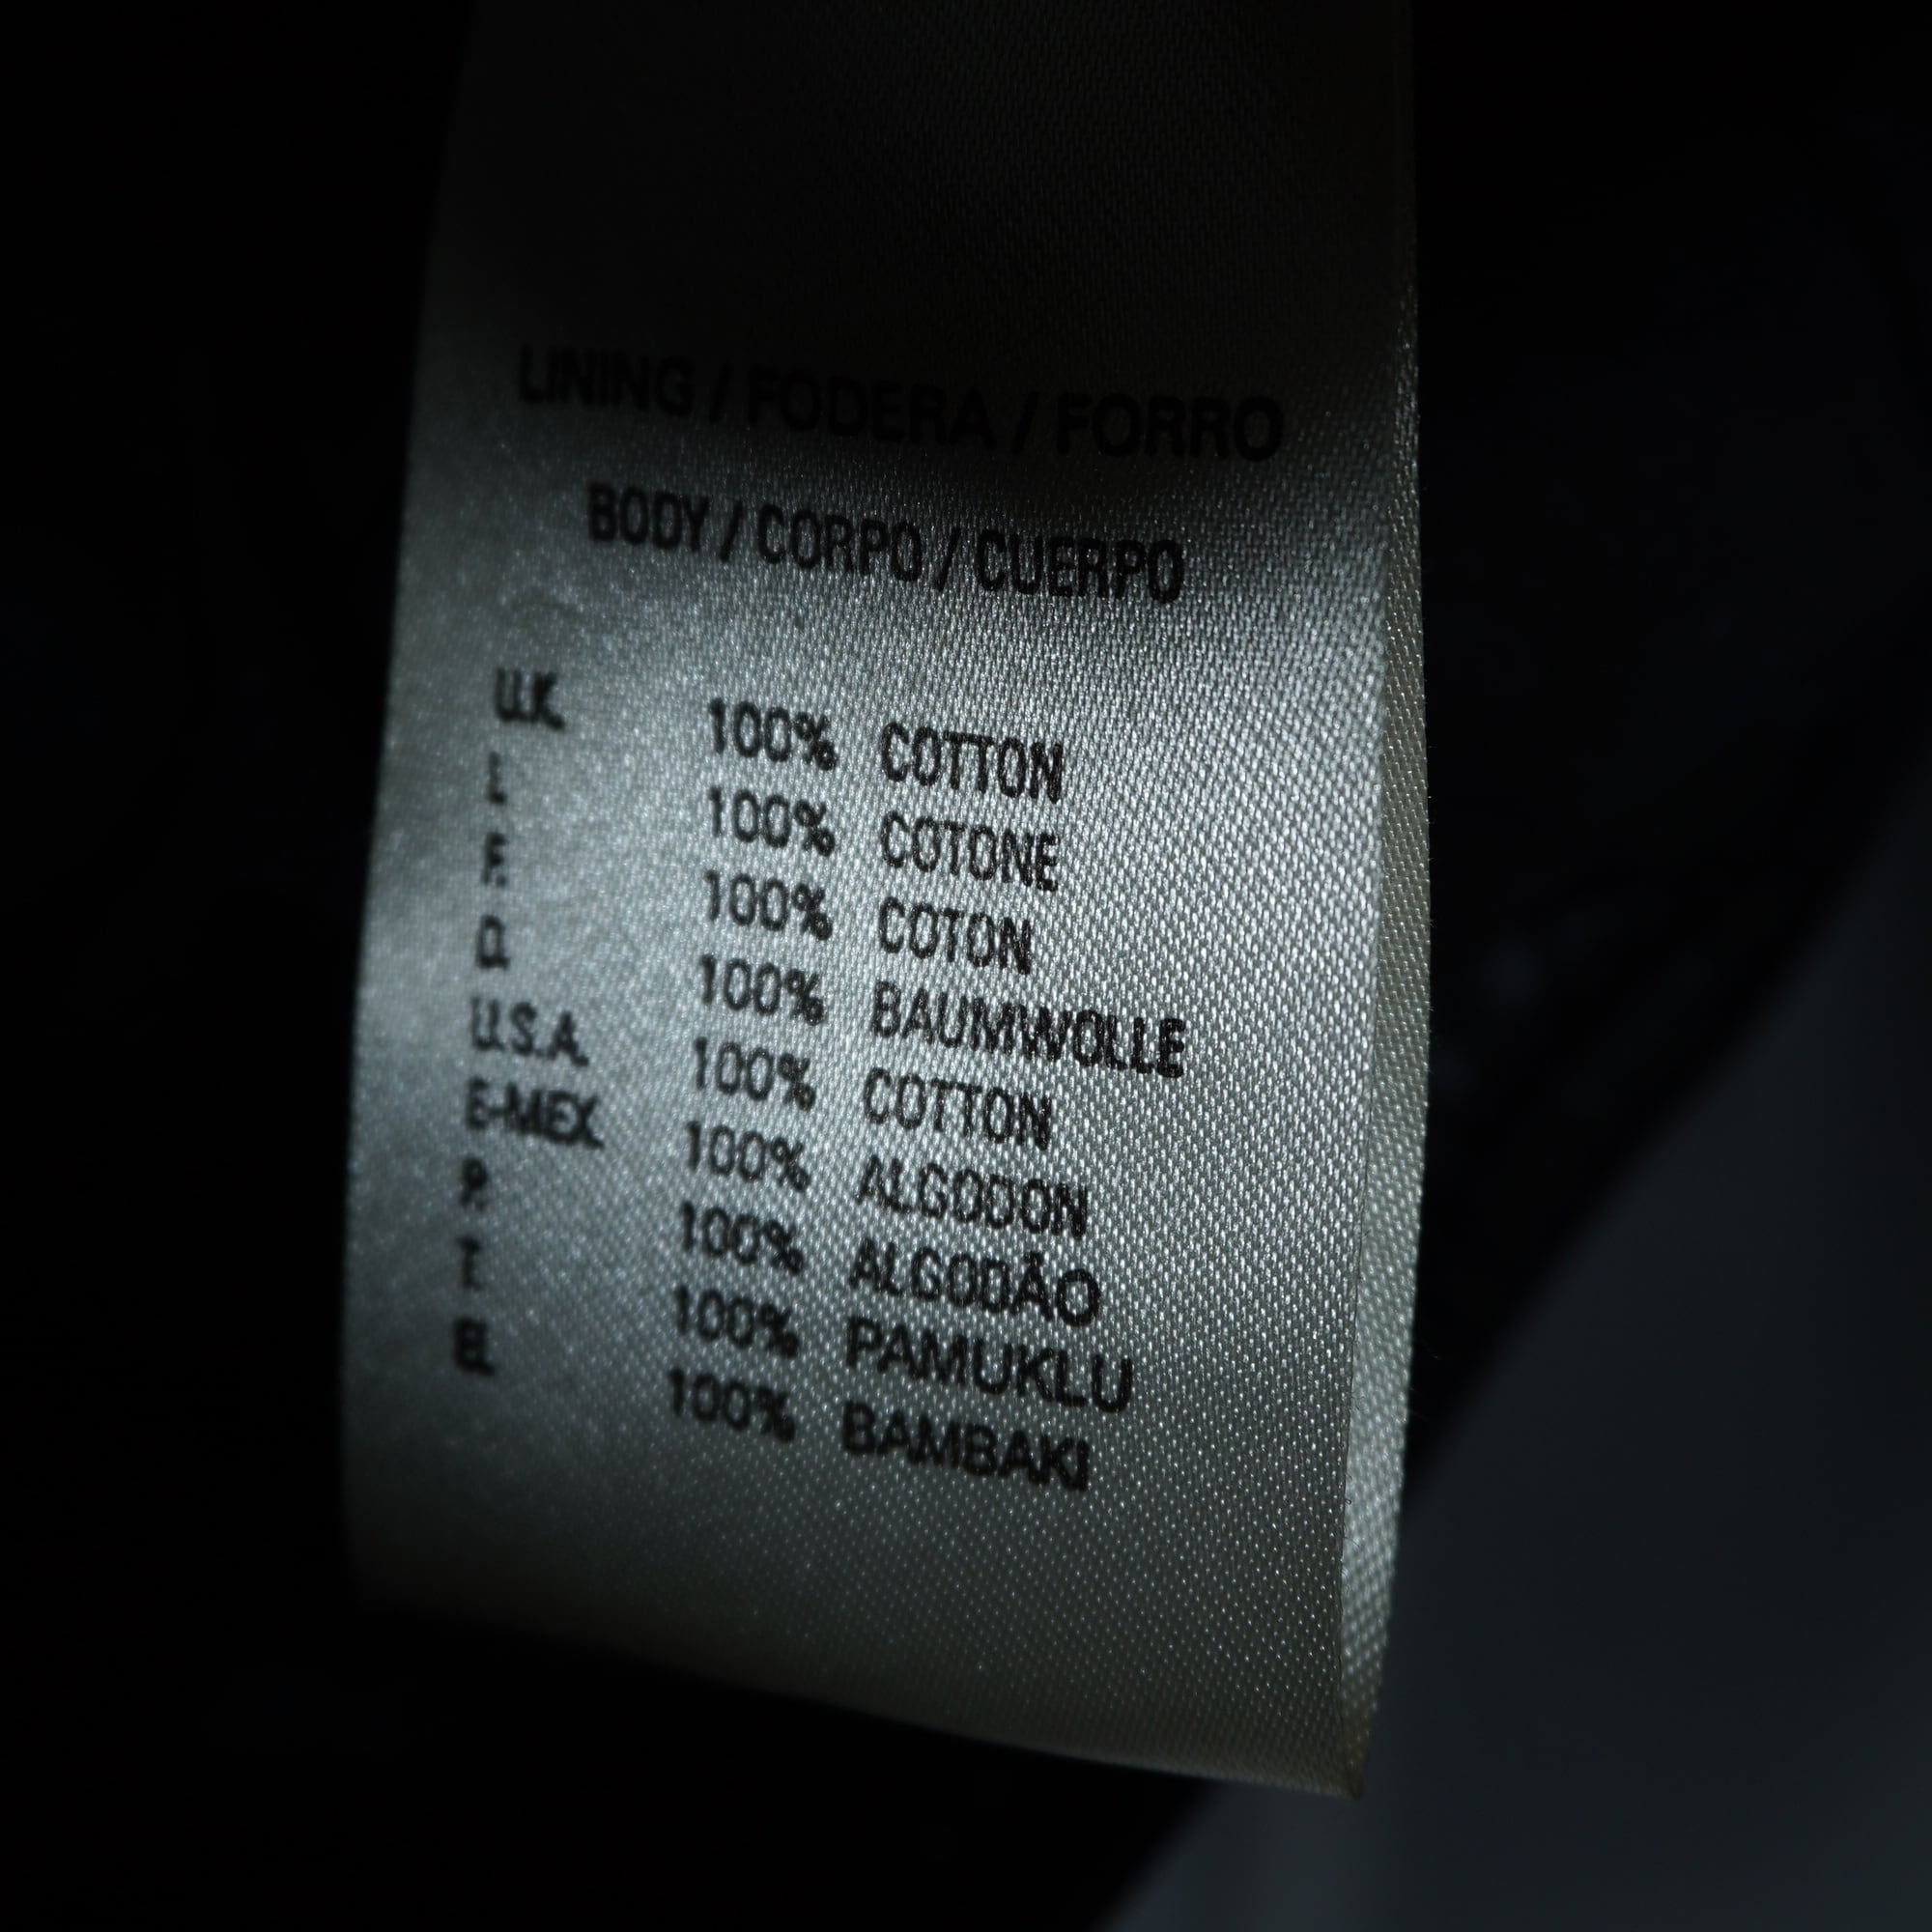 LINING / FODERA / FORRO
BODY / CORPO / CUERPO
U.K. 100% COTTON
I. 100% COTONE
F. 100% COTON
D. 100% BAUMWOLLE
U.S.A. 100% COTTON
E-MEX. 100% ALGODON
P. 100% ALGODÃO
T. 100% PAMUKLU
EL. 100% BAMBAKI